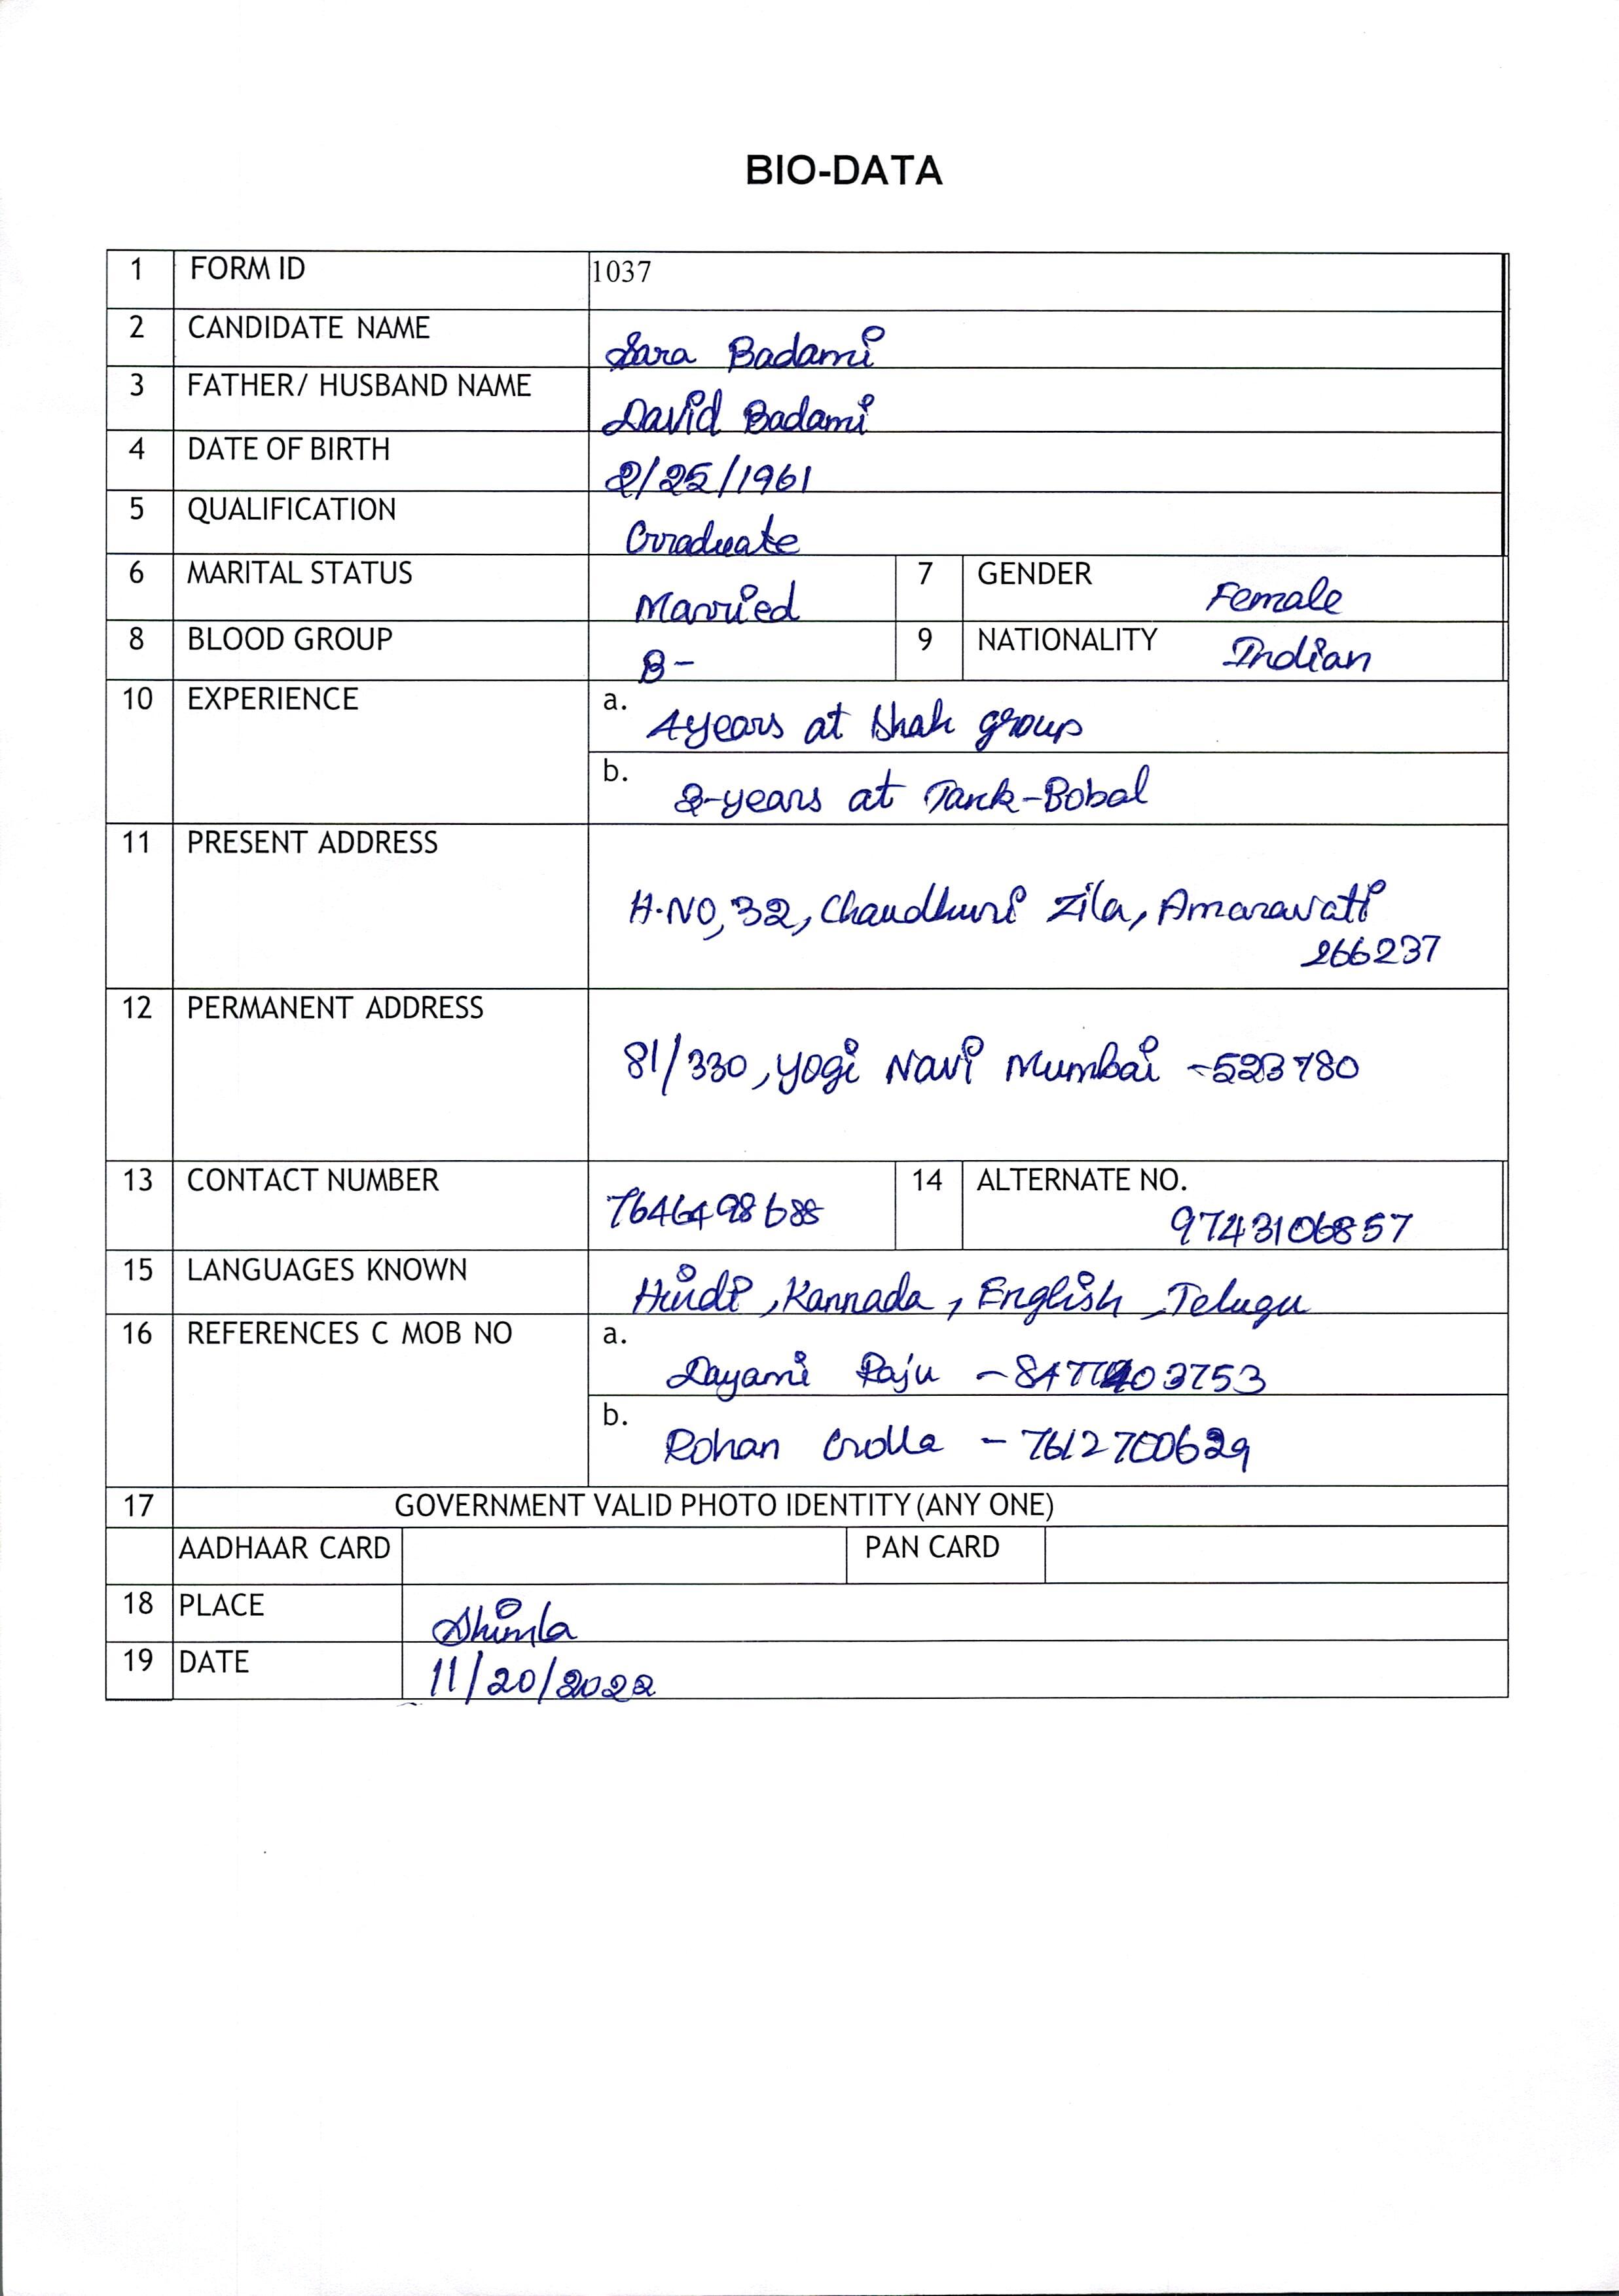 BIO-DATA
1 FORM ID 1037
2 CANDIDATE NAME Sara Badami
3 FATHER/ HUSBAND NAME David Badami
4 DATE OF BIRTH 2/25/1961
5 QUALIFICATION Graduate
6 MARITAL STATUS Married 7 GENDER Female
8 BLOOD GROUP B- 9 NATIONALITY Indian
10 EXPERIENCE a. 4years at Shah group
b. 2-years at Tank-Bobal
11 PRESENT ADDRESS
H.NO, 32, Chaudhuri Zila, Amaravati
266237
12 PERMANENT ADDRESS
81/330, Yogi Navi Mumbai -523780
13 CONTACT NUMBER 7646498688 14 ALTERNATE NO.
9743106857
15 LANGUAGES KNOWN Hindi, Kannada, English, Telugu
16 REFERENCES C MOB NO a.
Dayami Raju -
b.
Rohan Golla - 7612700629
17 GOVERNMENT VALID PHOTO IDENTITY (ANY ONE)
AADHAAR CARD PAN CARD
18 PLACE Shimla
19 DATE 11/20/2022